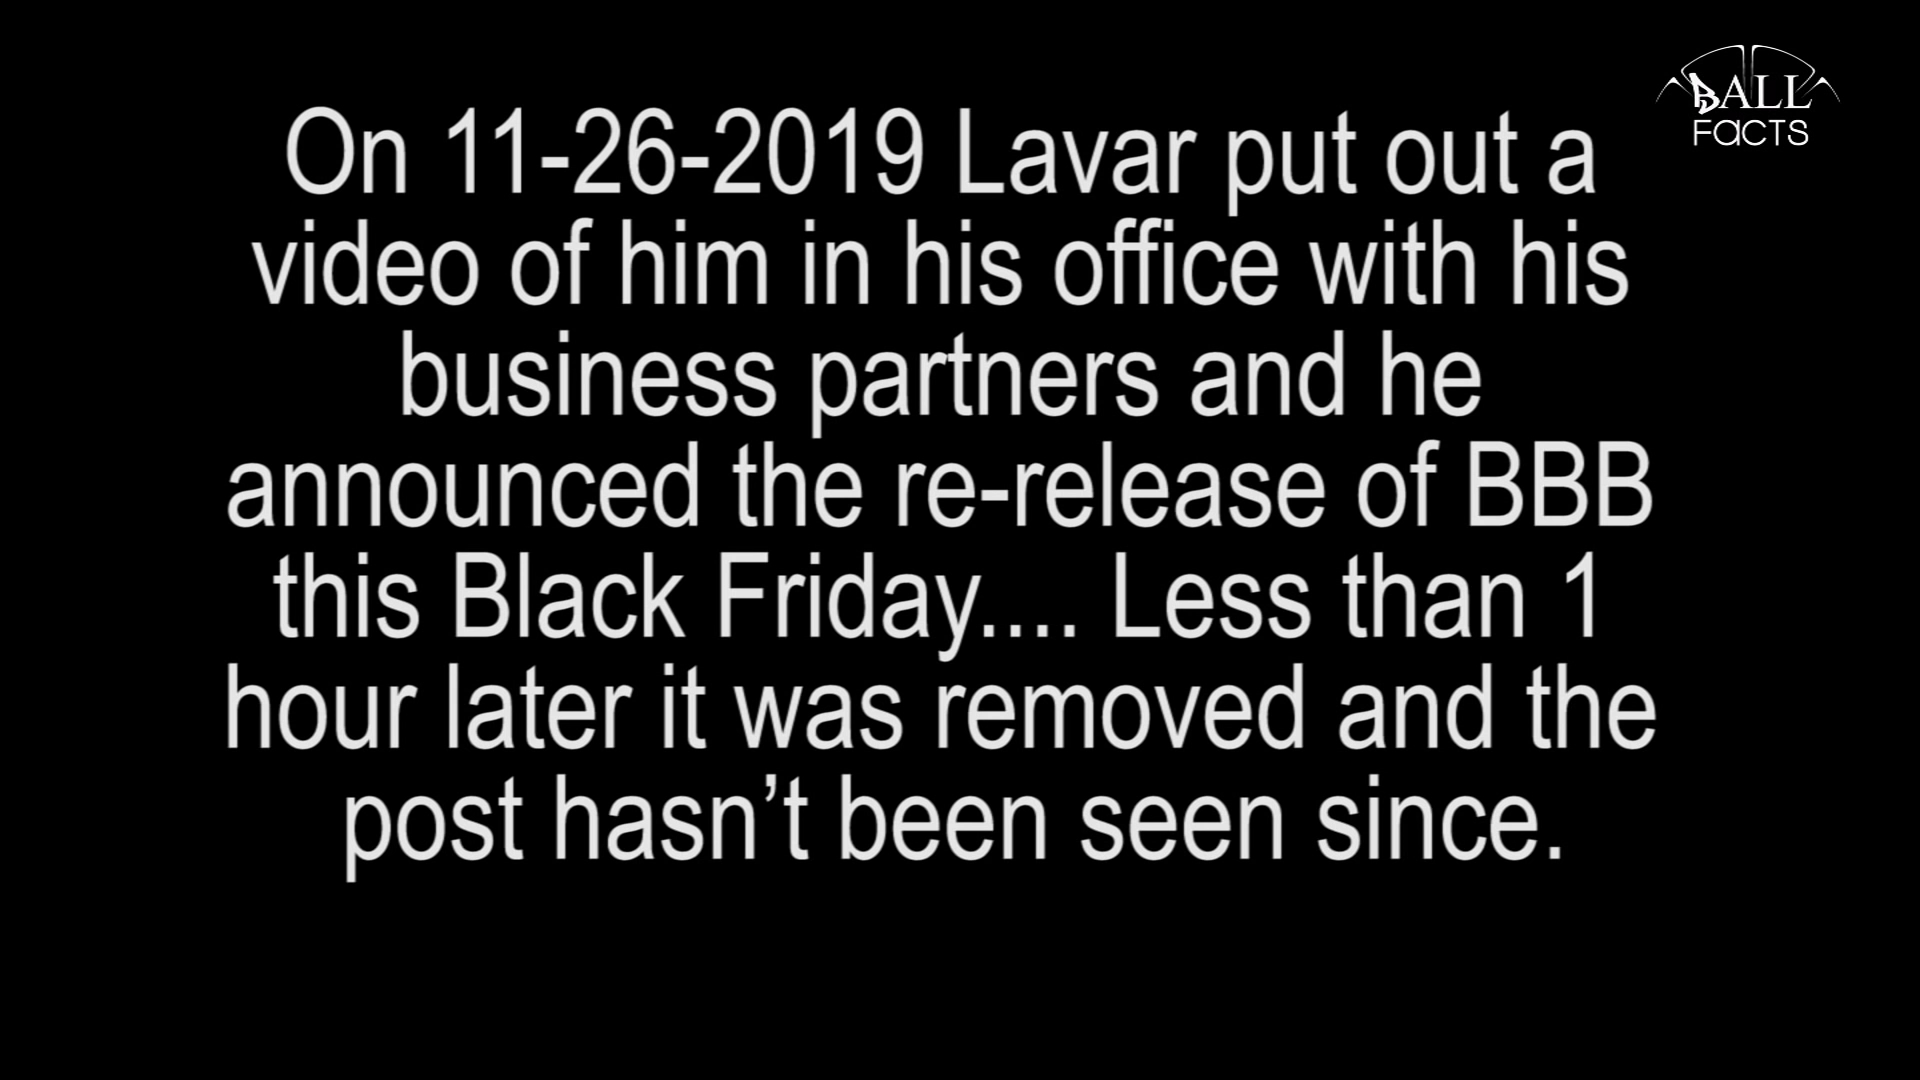 BALL
FACTS
On 11-26-2019 Lavar put out a
video of him in his office with his
business partners and he
announced the re-release of BBB
this Black Friday.... Less than 1
hour later it was removed and the
post hasn’t been seen since.